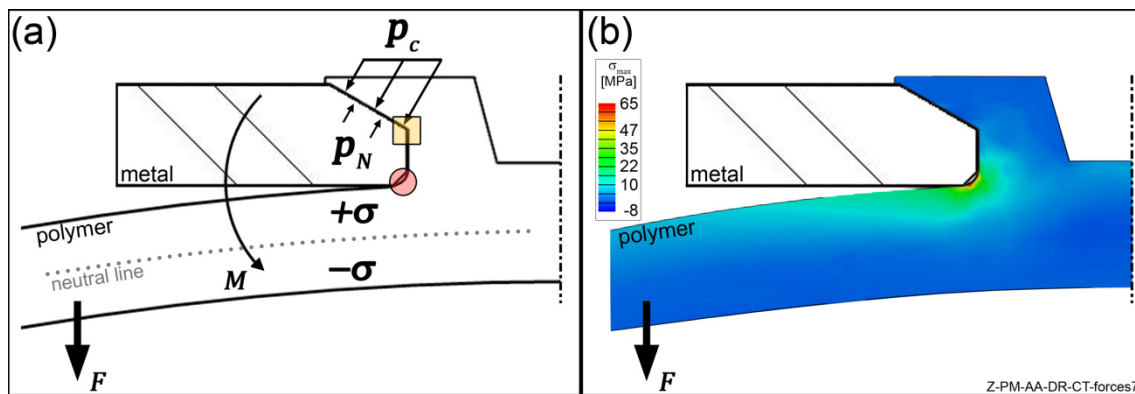 (a)
p_c
p_N
metal
polymer
+σ
neutral line
M
−σ
F
(b)
σ_max
[MPa]
65
47
22
10
-8
metal
polymer
F
Z-PM-AA-DR-CT-forces7